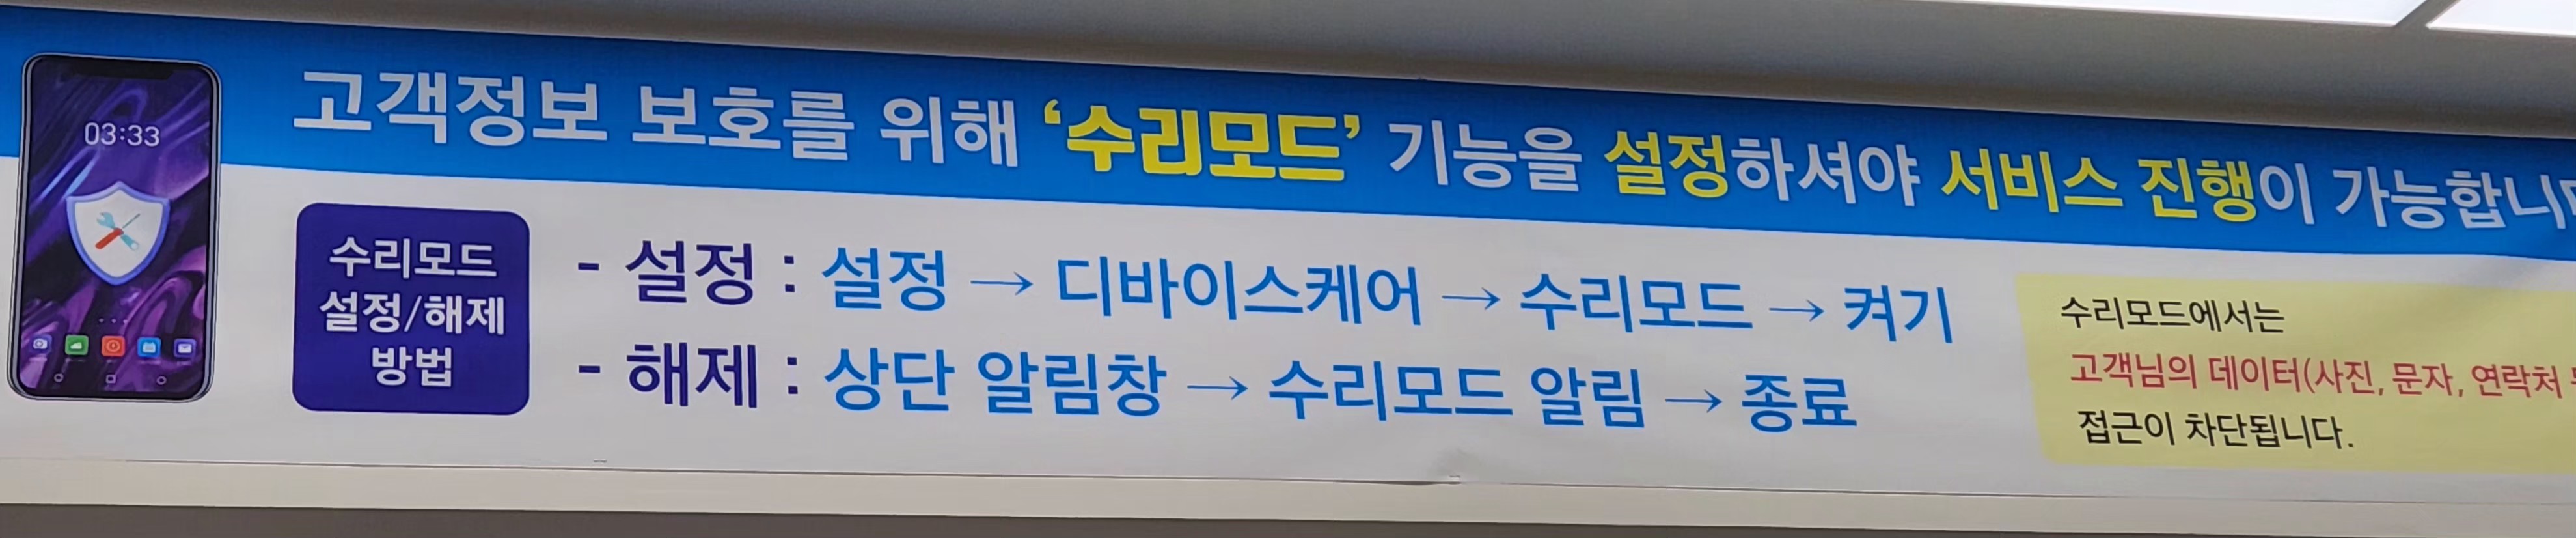 고객정보 보호를 위해 '수리모드' 기능을 설정하셔야 서비스 진행이
03:33
수리모드
설정/해제
방법
- 설정 : 설정 → 디바이스케어 → 수리모드 → 켜기
- 해제 : 상단 알림창 → 수리모드 알림 → 종료
수리모드에서는
고객님의 데이터(사진, 문자, 연락처
접근이 차단됩니다.